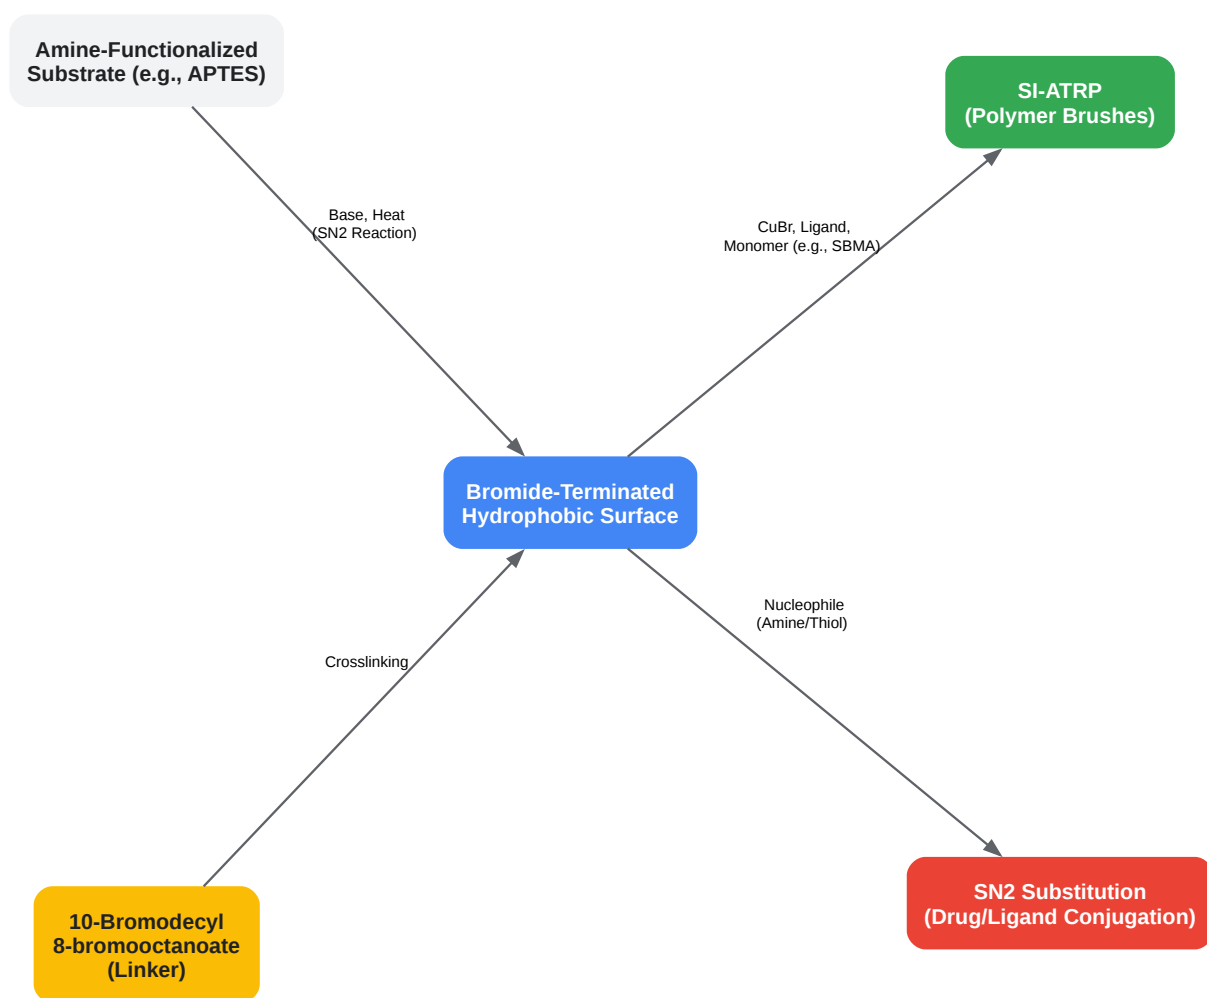 Amine-Functionalized
Substrate (e.g., APTES)
SI-ATRP
(Polymer Brushes)
Base, Heat
(SN2 Reaction)
CuBr, Ligand,
Monomer (e.g., SBMA)
Bromide-Terminated
Hydrophobic Surface
Nucleophile
(Amine/Thiol)
Crosslinking
10-Bromodecyl
8-bromooctanoate
(Linker)
SN2 Substitution
(Drug/Ligand Conjugation)